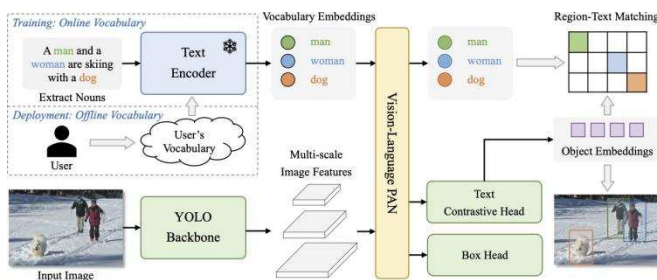 Training: Online Vocabulary
A man and a
woman are skiing
with a dog
Extract Nouns
Text
Encoder
Vocabulary Embeddings
man
woman
dog
Vision-Language PAN
man
woman
dog
Region-Text Matching
Deployment: Offline Vocabulary
User
User's
Vocabulary
Multi-scale
Image Features
Object Embeddings
Input Image
YOLO
Backbone
Text
Contrastive Head
Box Head